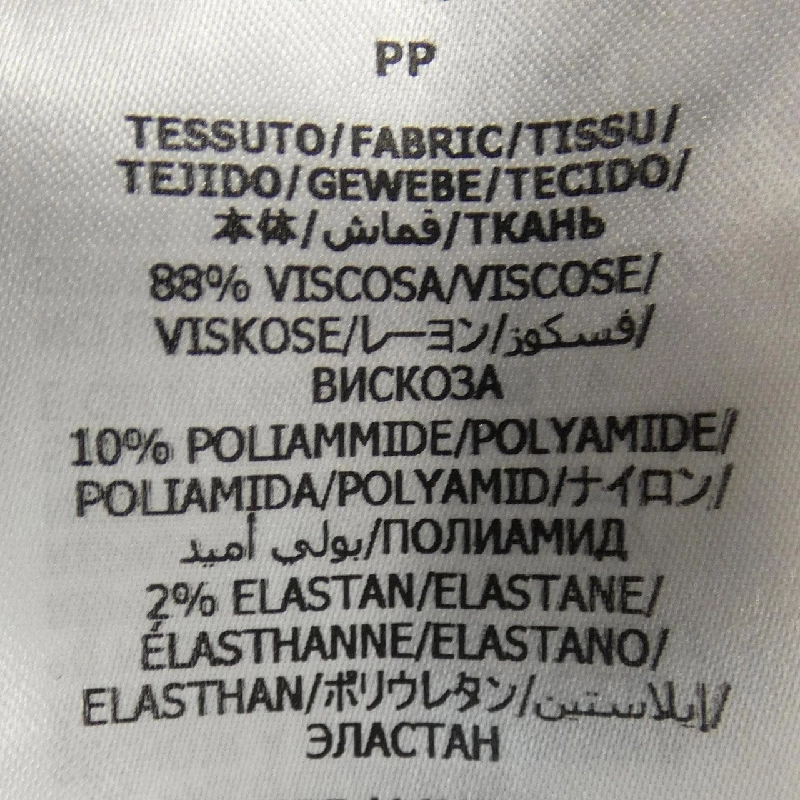 PP
TESSUTO/FABRIC/TISSU/
TEJIDO/GEWEBE/TECIDO/
本体/قماش/ТКАНЬ
88% VISCOSA/VISCOSE/
VISKOSE/レーヨン/فسكوز/
ВИСКОЗА
10% POLIAMMIDE/POLYAMIDE/
POLIAMIDA/POLYAMID/ナイロン/
بولي أميد/ПОЛИАМИД
2% ELASTAN/ELASTANE/
ÉLASTHANNE/ELASTANO/
ELASTHAN/ポリウレタン/إيلاستين/
ЭЛАСТАН